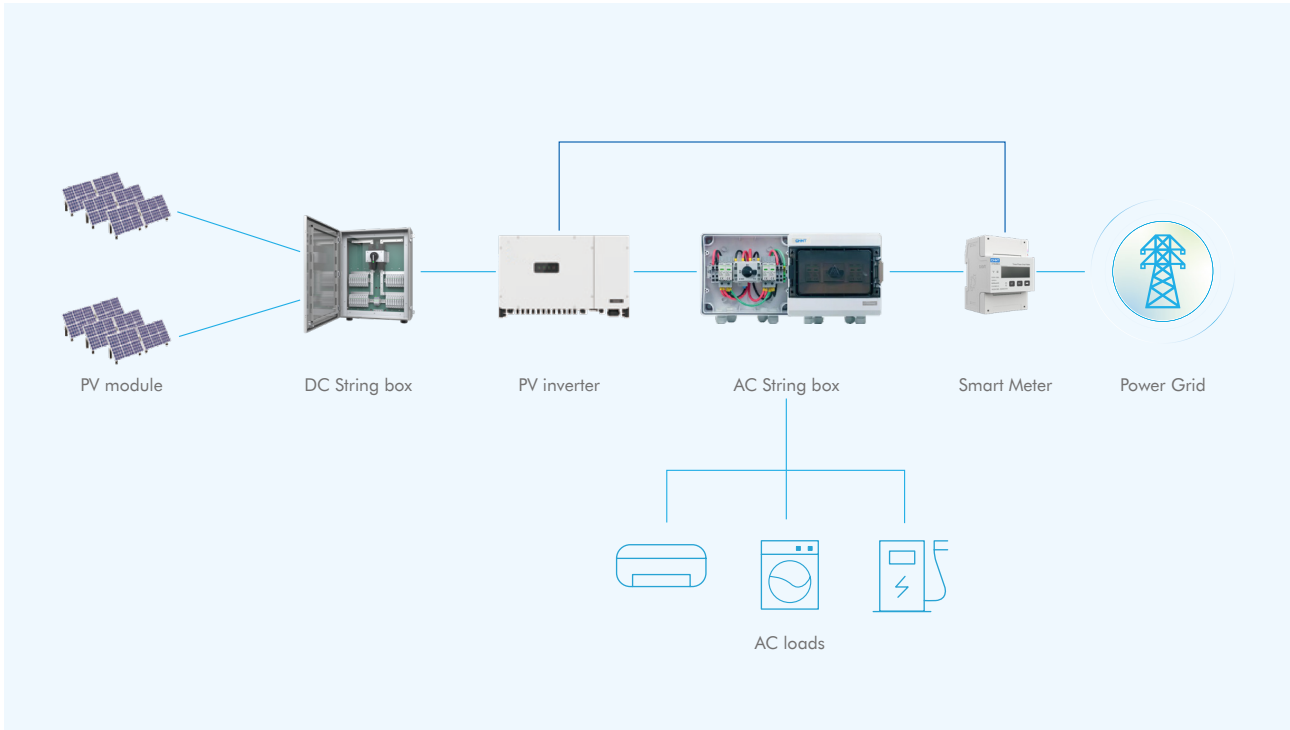 PV module
DC String box
PV inverter
AC String box
Smart Meter
Power Grid
AC loads